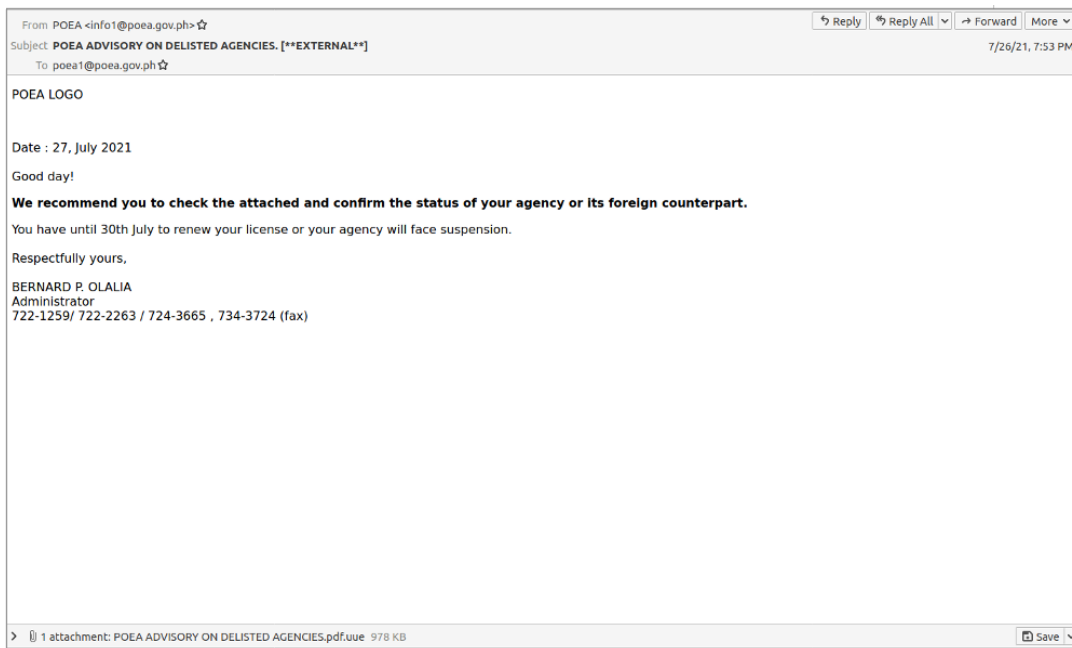 From POEA <info1@poea.gov.ph>
Reply Reply All Forward More
Subject POEA ADVISORY ON DELISTED AGENCIES. [**EXTERNAL**]
7/26/21, 7:53 PM
To poea1@poea.gov.ph
POEA LOGO
Date : 27, July 2021
Good day!
We recommend you to check the attached and confirm the status of your agency or its foreign counterpart.
You have until 30th July to renew your license or your agency will face suspension.
Respectfully yours,
BERNARD P. OLALIA
Administrator
722-1259/ 722-2263 / 724-3665 , 734-3724 (fax)
1 attachment: POEA ADVISORY ON DELISTED AGENCIES.pdf.uue 978 KB
Save